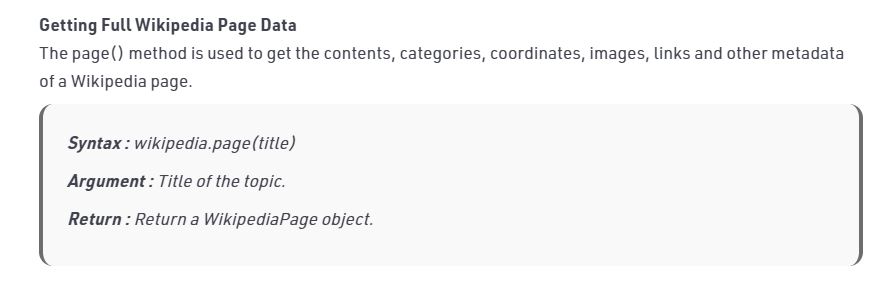 Getting Full Wikipedia Page Data
The page() method is used to get the contents, categories, coordinates, images, links and other metadata
of a Wikipedia page.
Syntax : wikipedia.page(title)
Argument : Title of the topic.
Return : Return a WikipediaPage object.